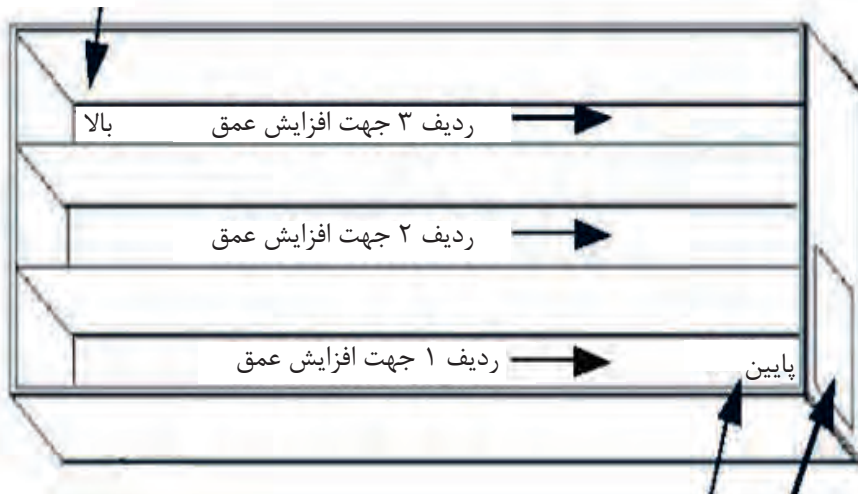 بالا
ردیف ۳ جهت افزایش عمق
ردیف ۲ جهت افزایش عمق
ردیف ۱ جهت افزایش عمق
پایین